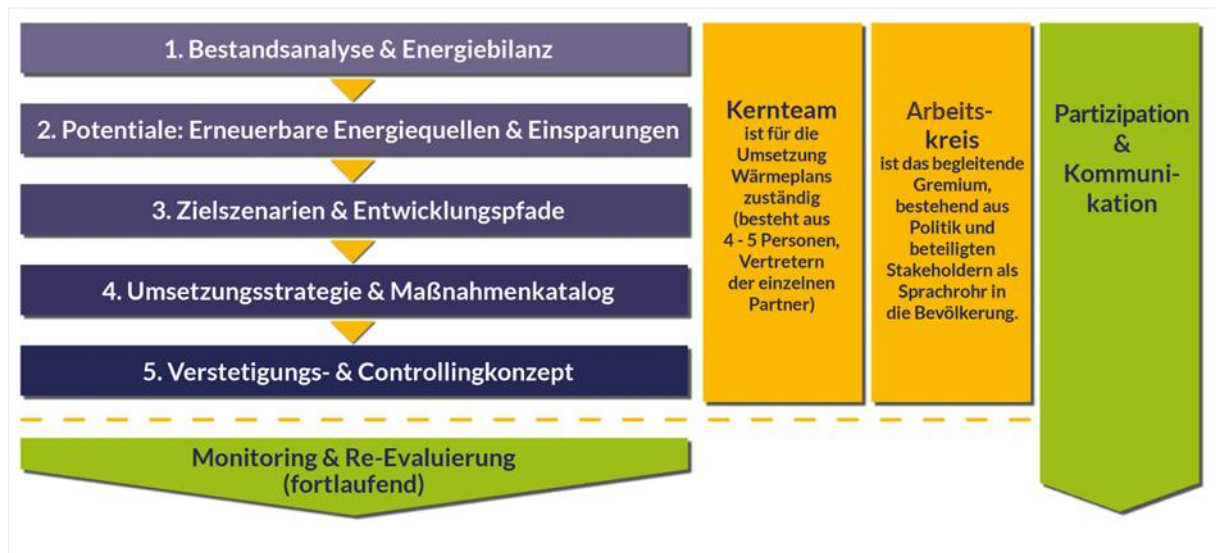 1. Bestandsanalyse & Energiebilanz
2. Potentiale: Erneuerbare Energiequellen & Einsparungen
3. Zielszenarien & Entwicklungspfade
4. Umsetzungsstrategie & Maßnahmenkatalog
5. Verstetigungs- & Controllingkonzept
Monitoring & Re-Evaluierung
(fortlaufend)
Kernteam
ist für die
Umsetzung
Wärmeplans
zuständig
(besteht aus
4 - 5 Personen,
Vertretern
der einzelnen
Partner)
Arbeits-
kreis
ist das begleitende
Gremium,
bestehend aus
Politik und
beteiligten
Stakeholdern als
Sprachrohr in
die Bevölkerung.
Partizipation
&
Kommuni-
kation